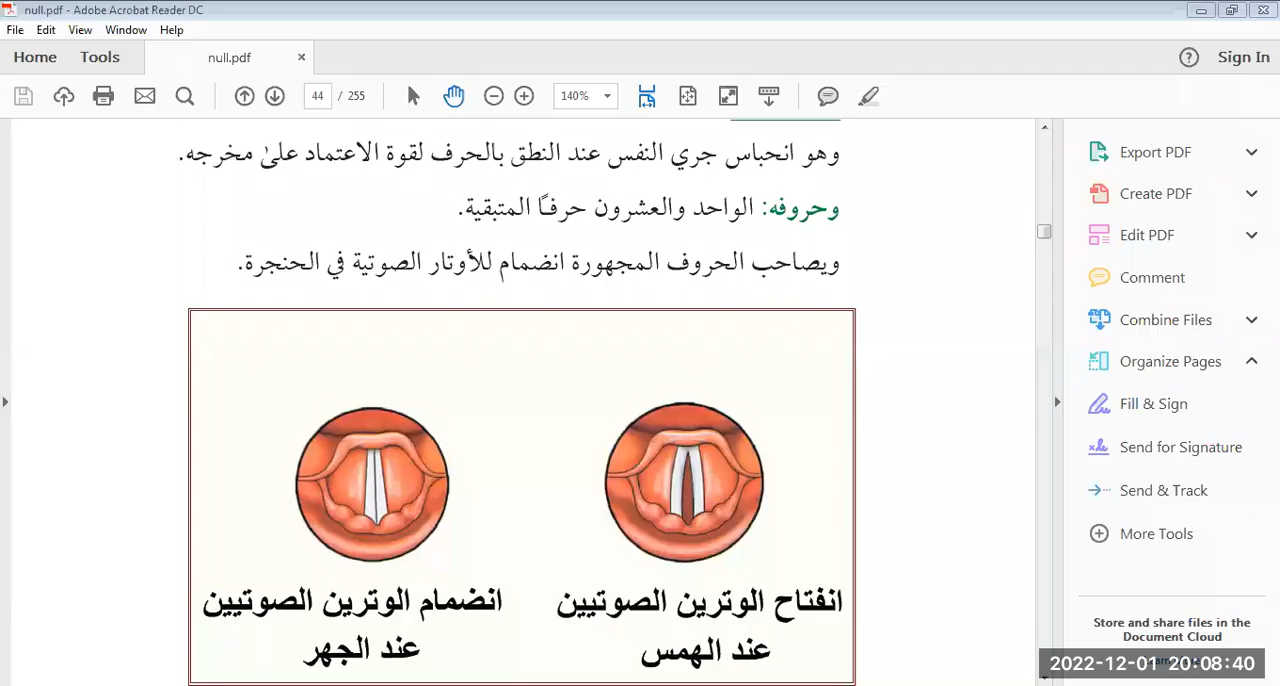 null.pdf - Adobe Acrobat Reader DC
File Edit View Window Help
Home Tools null.pdf × ? Sign In
44 / 255 140%
وهو انحباس جري النفس عند النطق بالحرف لقوة الاعتماد علىٰ مخرجه.
وحروفه: الواحد والعشرون حرفًا المتبقية.
ويصاحب الحروف المجهورة انضمام للأوتار الصوتية في الحنجرة.
انفتاح الوترين الصوتيين
عند الهمس
انضمام الوترين الصوتيين
عند الجهر
Export PDF
Create PDF
Edit PDF
Comment
Combine Files
Organize Pages
Fill & Sign
Send for Signature
Send & Track
More Tools
Store and share files in the
Document Cloud
2022-12-01 20:08:40